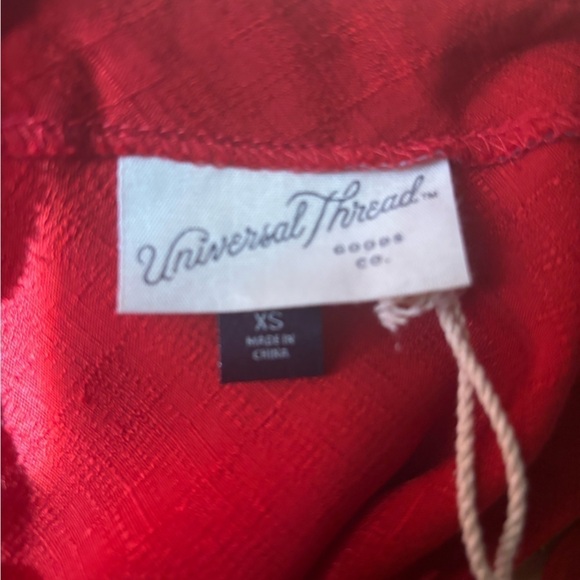 Universal Thread™
GOODS
CO.
XS
MADE IN
CHINA